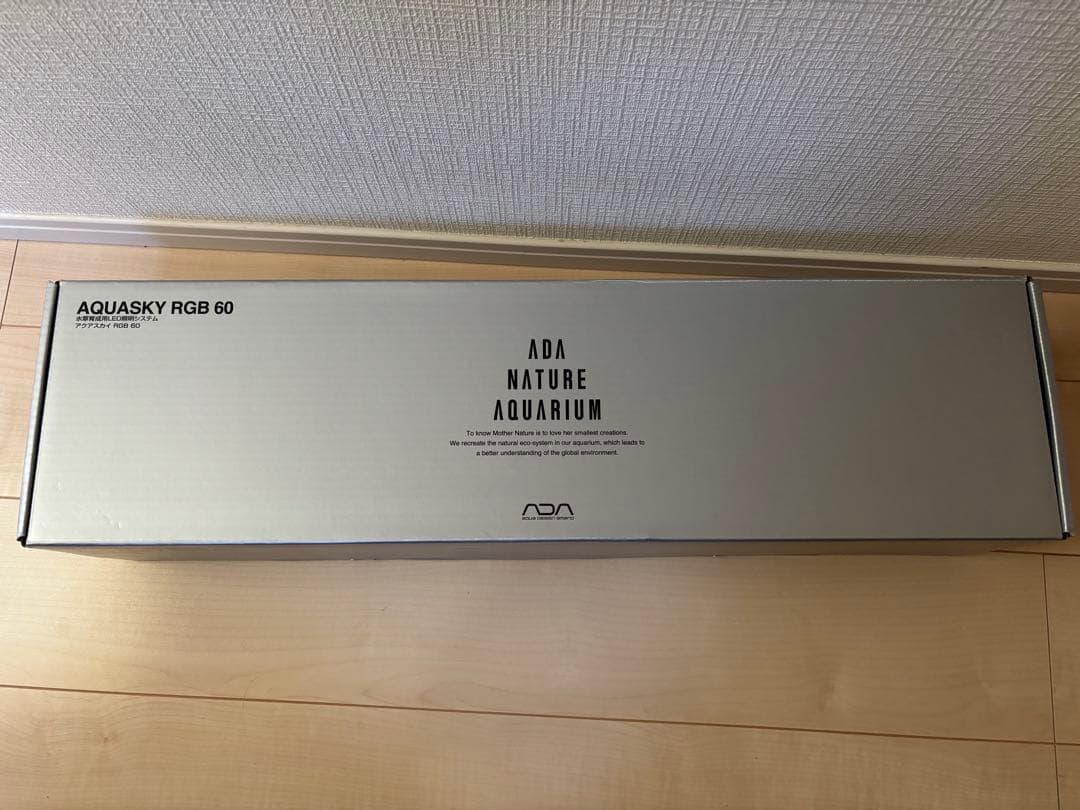 AQUASKY RGB 60
水草育成用LED照明システム
アクアスカイ RGB 60
ADA
NATURE
AQUARIUM
To know Mother Nature is to love her smallest creations.
We recreate the natural eco-system in our aquarium, which leads to
a better understanding of the global environment.
ADA
aqua design amano